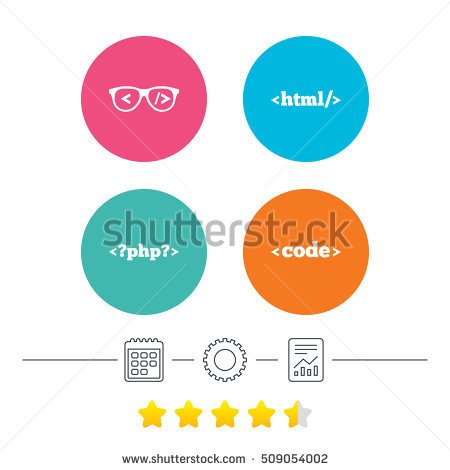 < />
<html/>
<?php?>
<code>
shutterstock
www.shutterstock.com · 509054002